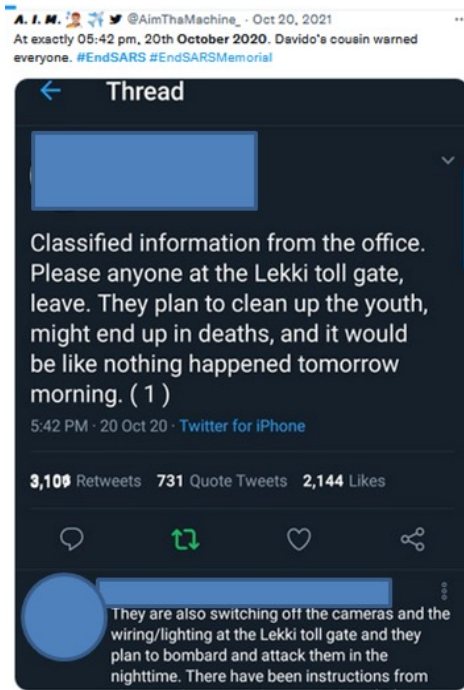 A. I. M. @AimThaMachine_ · Oct 20, 2021
At exactly 05:42 pm, 20th October 2020. Davido's cousin warned
everyone. #EndSARS #EndSARSMemorial
Thread
Classified information from the office.
Please anyone at the Lekki toll gate,
leave. They plan to clean up the youth,
might end up in deaths, and it would
be like nothing happened tomorrow
morning. ( 1 )
5:42 PM · 20 Oct 20 · Twitter for iPhone
Retweets 731 Quote Tweets 2,144 Likes
They are also switching off the cameras and the
wiring/lighting at the Lekki toll gate and they
plan to bombard and attack them in the
nighttime. There have been instructions from